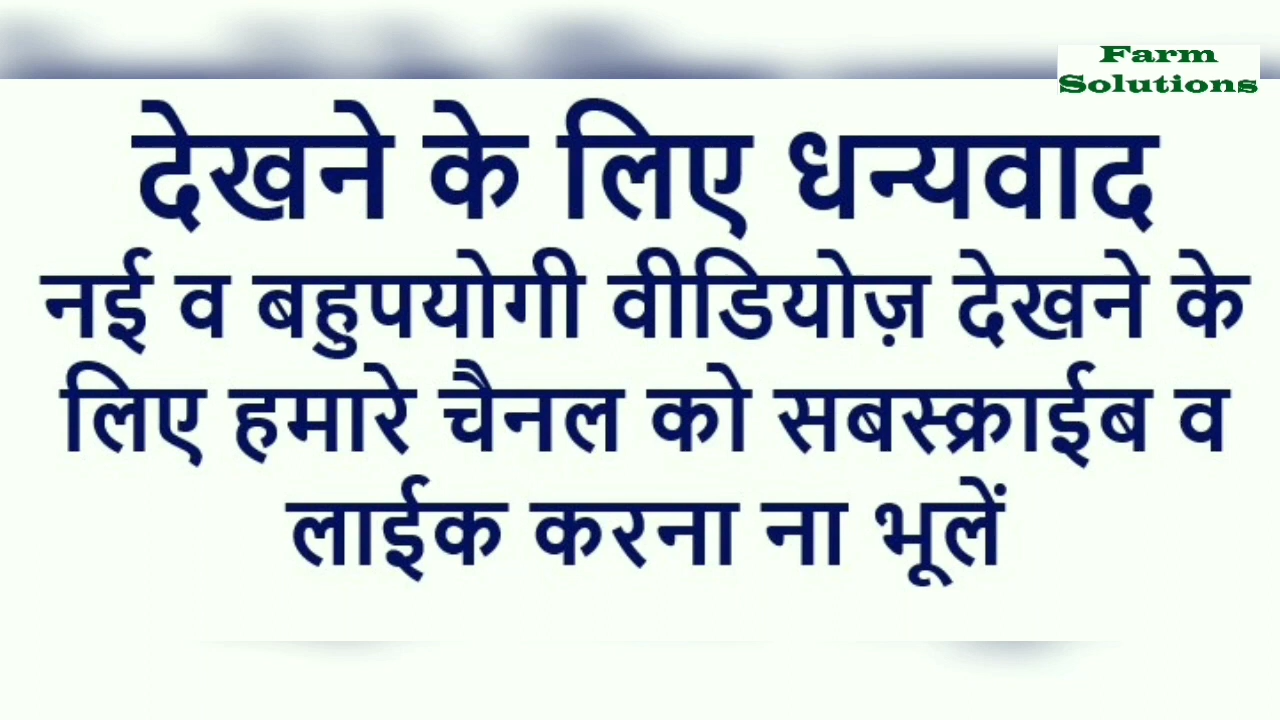 Farm
Solutions
देखने के लिए धन्यवाद
नई व बहुपयोगी वीडियोज़ देखने के
लिए हमारे चैनल को सबस्क्राईब व
लाईक करना ना भूलें